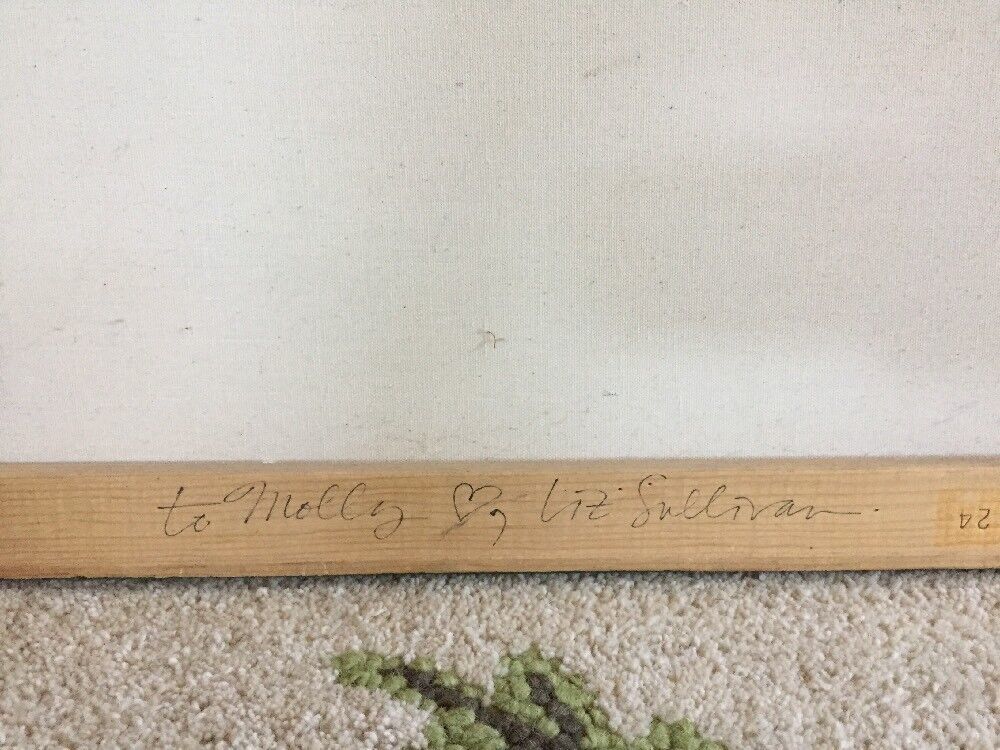 to Molly ♡, Liz Sullivan.
24